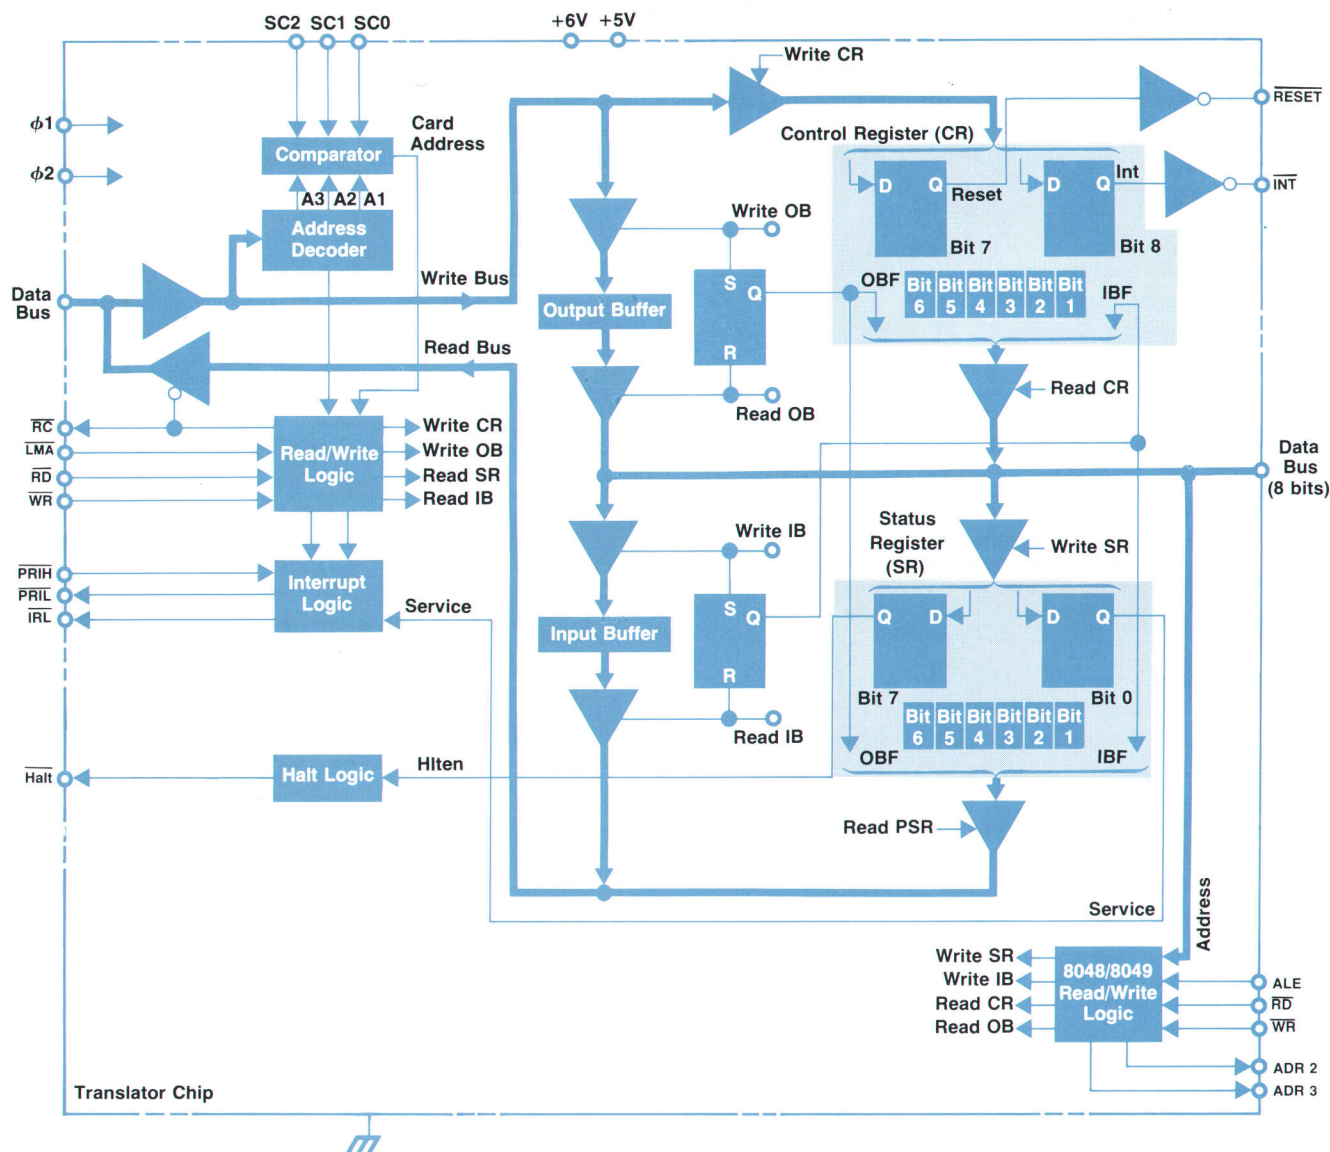 SC2 SC1 SC0
+6V +5V
Write CR
ϕ1
ϕ2
Comparator
Card
Address
A3 A2 A1
Address
Decoder
Data
Bus
Write Bus
Read Bus
RC
LMA
RD
WR
Read/Write
Logic
Write CR
Write OB
Read SR
Read IB
PRIH
PRIL
IRL
Interrupt
Logic
Service
Halt
Halt Logic
Hlten
Output Buffer
Write OB
S
Q
R
Read OB
Input Buffer
Write IB
S
Q
R
Read IB
Control Register (CR)
D Q
Reset
Bit 7
D Q
Int
Bit 8
RESET
INT
OBF
Bit 6
Bit 5
Bit 4
Bit 3
Bit 2
Bit 1
IBF
Read CR
Data
Bus
(8 bits)
Status
Register
(SR)
Write SR
Q D
Bit 7
D Q
Bit 0
Bit 6
Bit 5
Bit 4
Bit 3
Bit 2
Bit 1
OBF
IBF
Read PSR
Service
Address
Write SR
Write IB
Read CR
Read OB
8048/8049
Read/Write
Logic
ALE
RD
WR
ADR 2
ADR 3
Translator Chip